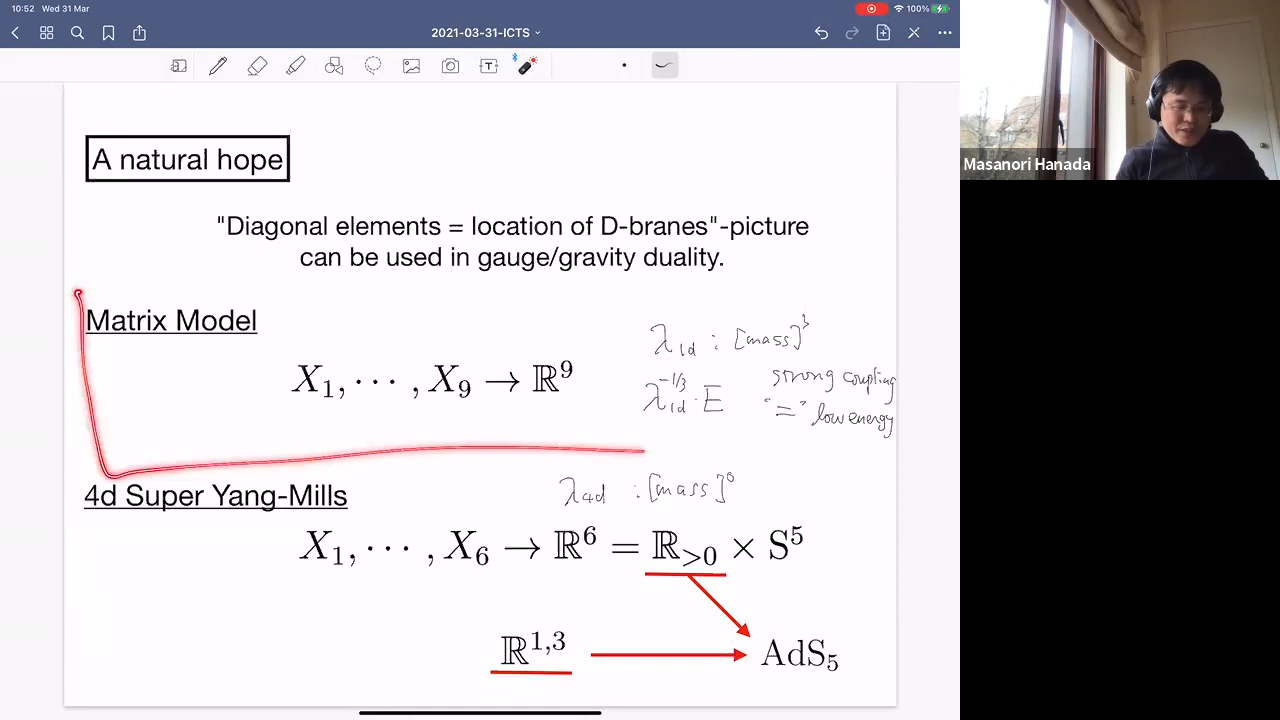 10:52 Wed 31 Mar
100%
2021-03-31-ICTS
A natural hope
"Diagonal elements = location of D-branes"-picture
can be used in gauge/gravity duality.
Matrix Model
λ1d : [mass]³
X₁, ⋯ , X₉ → ℝ⁹
λ1d^-1/3 · E
strong coupling
"=" low energy
4d Super Yang-Mills
λ4d : [mass]⁰
X₁, ⋯ , X₆ → ℝ⁶ = ℝ>0 × S⁵
ℝ¹,³
AdS₅
Masanori Hanada